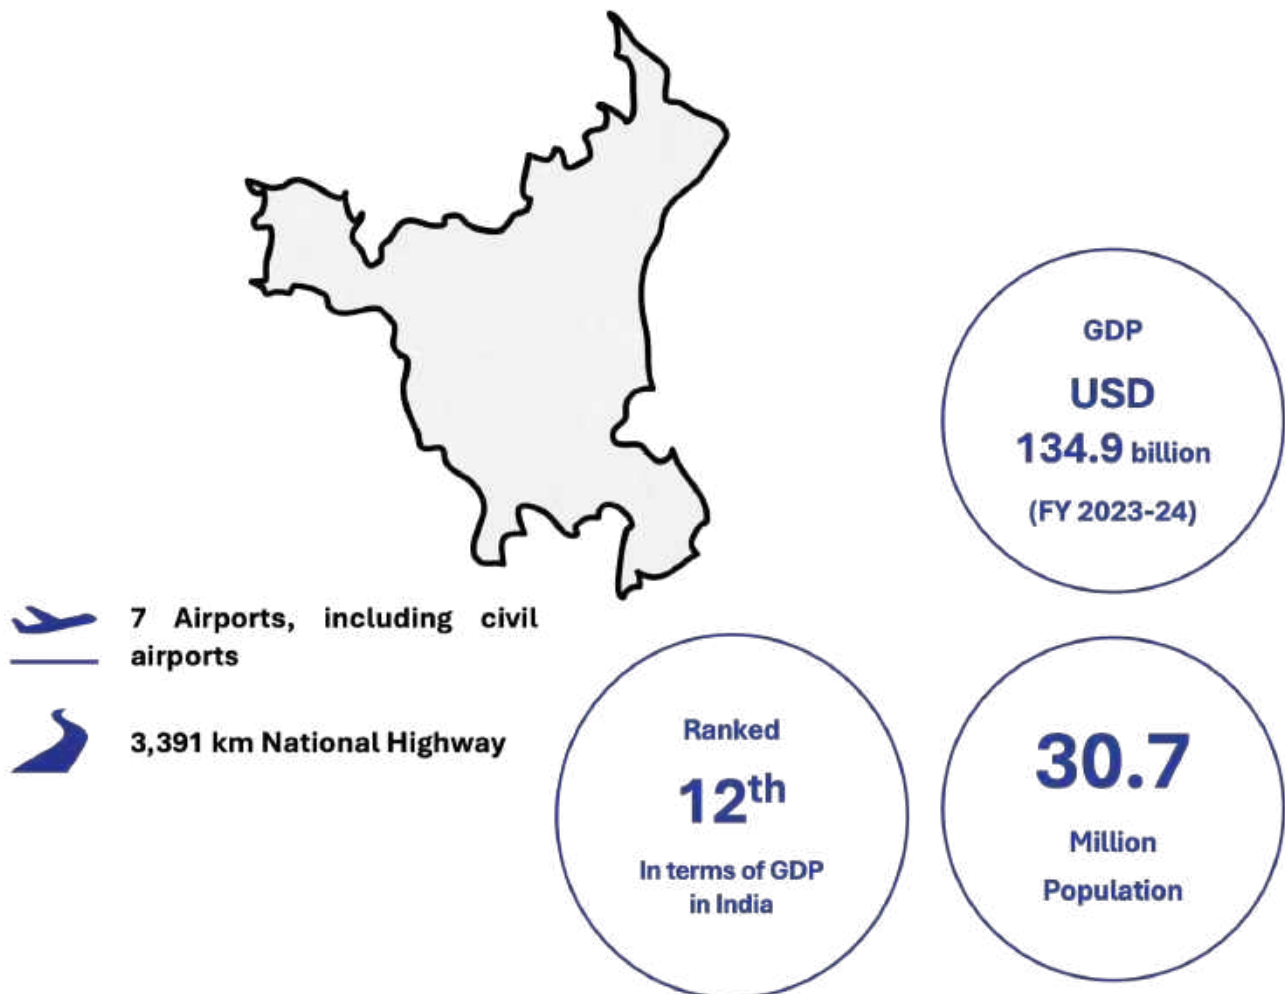 GDP
USD
134.9 billion
(FY 2023-24)
7 Airports, including civil
airports
3,391 km National Highway
Ranked
12th
In terms of GDP
in India
30.7
Million
Population